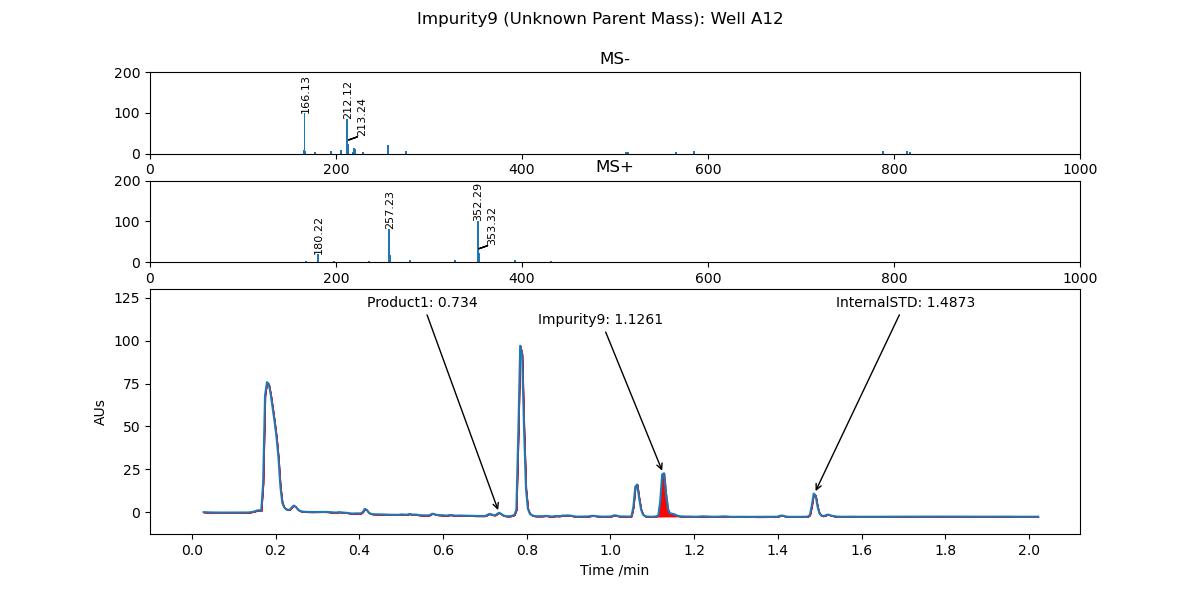 Impurity9 (Unknown Parent Mass): Well A12
MS-
200
100
0
166.13
212.12
213.24
0 200 400 600 800 1000
MS+
200
100
0
180.22
257.23
352.29
353.32
0 200 400 600 800 1000
Product1: 0.734
Impurity9: 1.1261
InternalSTD: 1.4873
125
100
75
50
25
0
AUs
0.0 0.2 0.4 0.6 0.8 1.0 1.2 1.4 1.6 1.8 2.0
Time /min